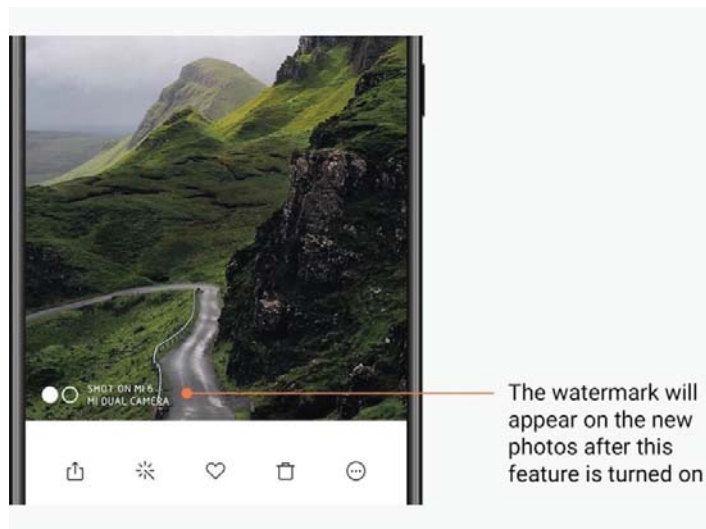 SHOT ON MI 6
MI DUAL CAMERA
The watermark will
appear on the new
photos after this
feature is turned on